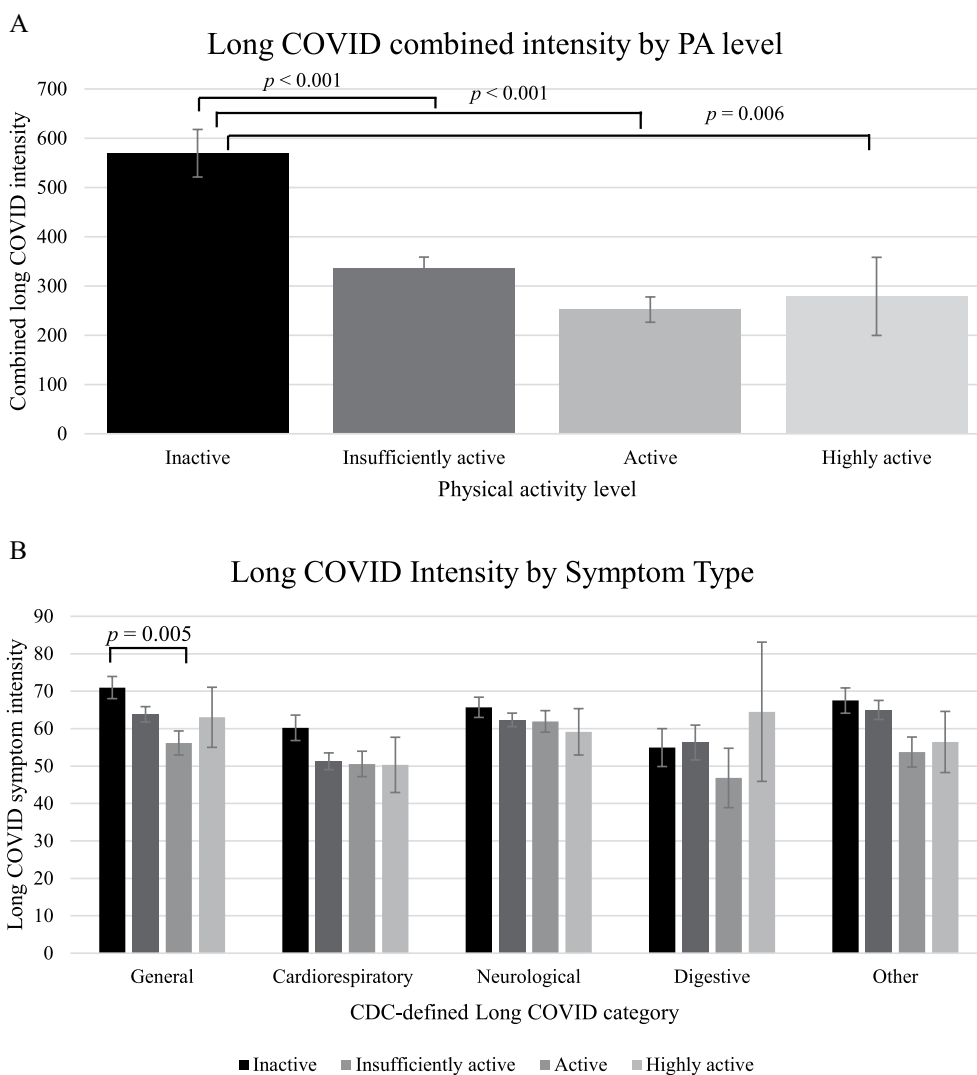 A
Long COVID combined intensity by PA level
p < 0.001
p < 0.001
p = 0.006
Combined long COVID intensity
700
600
500
400
300
200
100
0
Inactive Insufficiently active Active Highly active
Physical activity level
B
Long COVID Intensity by Symptom Type
p = 0.005
Long COVID symptom intensity
90
80
70
60
50
40
30
20
10
0
General Cardiorespiratory Neurological Digestive Other
CDC-defined Long COVID category
Inactive Insufficiently active Active Highly active